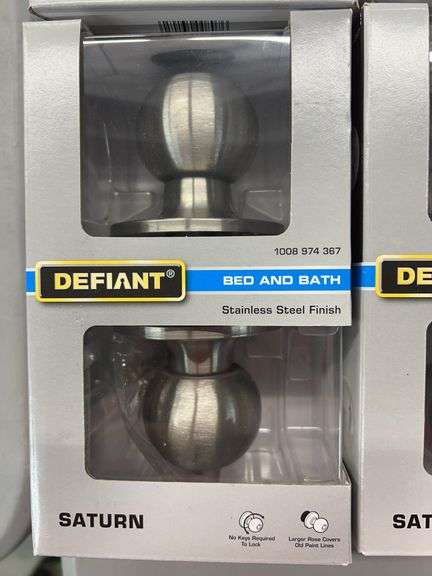 1008 974 367
DEFIANT®
BED AND BATH
DE
Stainless Steel Finish
SATURN
No Keys Required
To Lock
Larger Rose Covers
Old Paint Lines
SAT